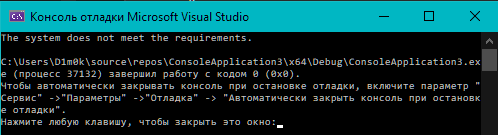 Консоль отладки Microsoft Visual Studio
The system does not meet the requirements.
C:\Users\D1m0k\source\repos\ConsoleApplication3\x64\Debug\ConsoleApplication3.ex
e (процесс 37132) завершил работу с кодом 0 (0x0).
Чтобы автоматически закрывать консоль при остановке отладки, включите параметр "
Сервис" ->"Параметры" ->"Отладка" -> "Автоматически закрыть консоль при остановк
е отладки".
Нажмите любую клавишу, чтобы закрыть это окно: